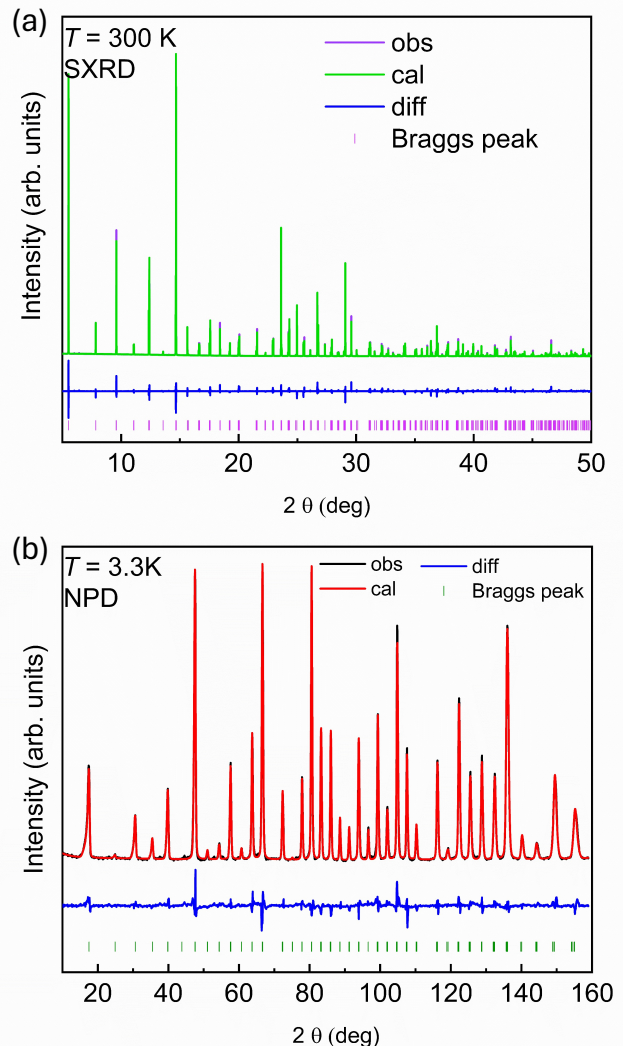 (a)
T = 300 K
SXRD
obs
cal
diff
Braggs peak
Intensity (arb. units)
10 20 30 40 50
2 θ (deg)
(b)
T = 3.3K
NPD
obs diff
cal Braggs peak
Intensity (arb. units)
20 40 60 80 100 120 140 160
2 θ (deg)